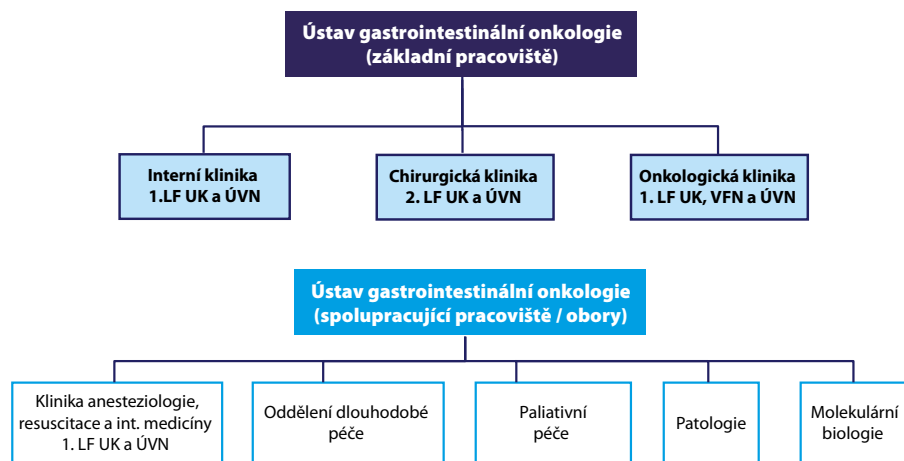 Ústav gastrointestinální onkologie
(základní pracoviště)
Interní klinika
1.LF UK a ÚVN
Chirurgická klinika
2. LF UK a ÚVN
Onkologická klinika
1. LF UK, VFN a ÚVN
Ústav gastrointestinální onkologie
(spolupracující pracoviště / obory)
Klinika anesteziologie,
resuscitace a int. medicíny
1. LF UK a ÚVN
Oddělení dlouhodobé
péče
Paliativní
péče
Patologie
Molekulární
biologie